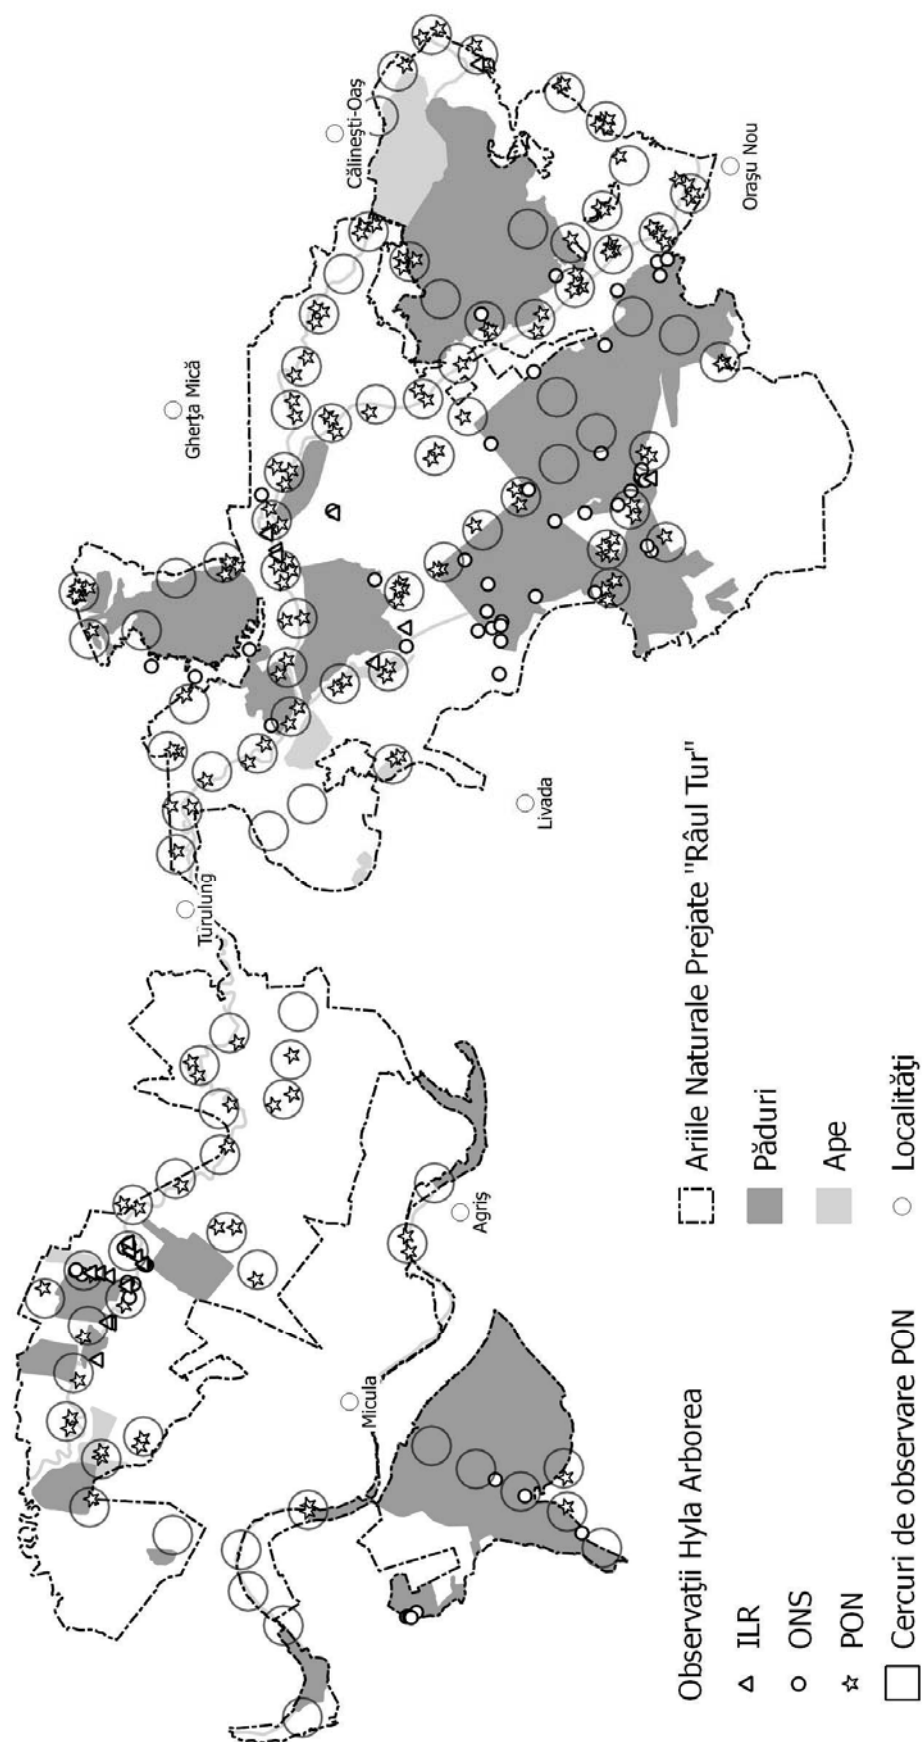 Călinești-Oaș
Orașu Nou
Gherța Mică
Livada
Turulung
Agriș
Micula
Observații Hyla Arborea
ILR
ONS
PON
Cercuri de observare PON
Ariile Naturale Prejate "Râul Tur"
Păduri
Ape
Localități